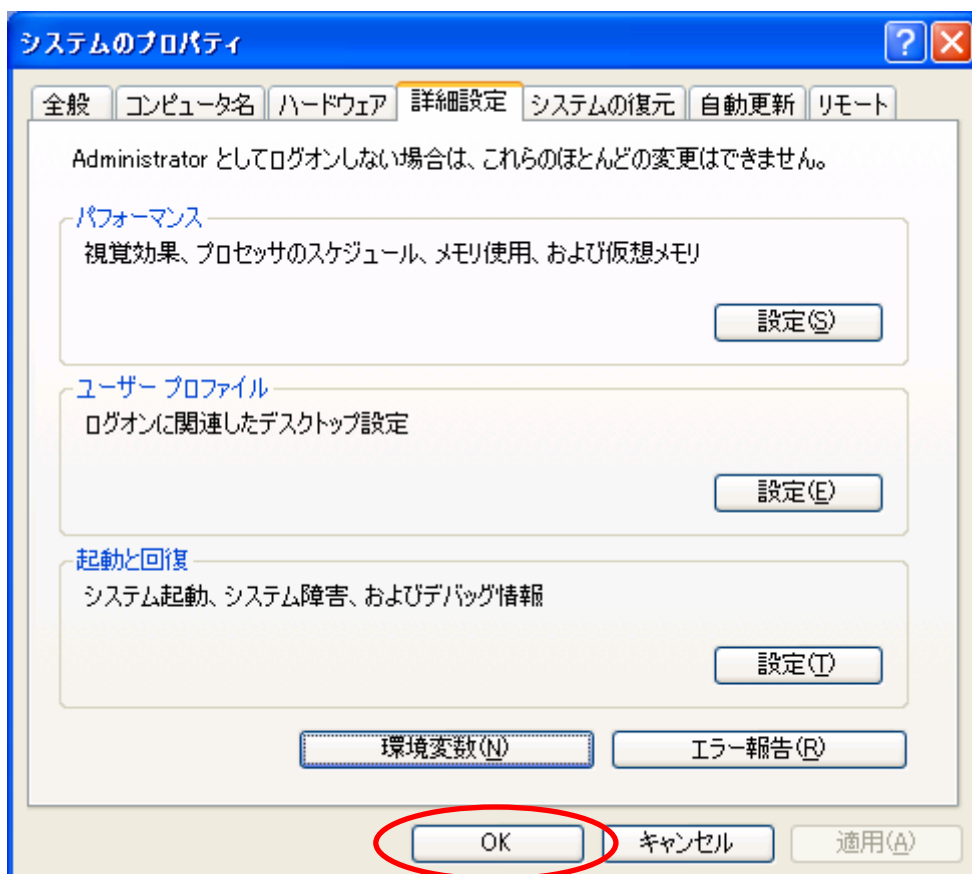 システムのプロパティ
全般 コンピュータ名 ハードウェア 詳細設定 システムの復元 自動更新 リモート
Administrator としてログオンしない場合は、これらのほとんどの変更はできません。
パフォーマンス
視覚効果、プロセッサのスケジュール、メモリ使用、および仮想メモリ
設定(S)
ユーザー プロファイル
ログオンに関連したデスクトップ設定
設定(E)
起動と回復
システム起動、システム障害、およびデバッグ情報
設定(T)
環境変数(N) エラー報告(R)
OK キャンセル 適用(A)